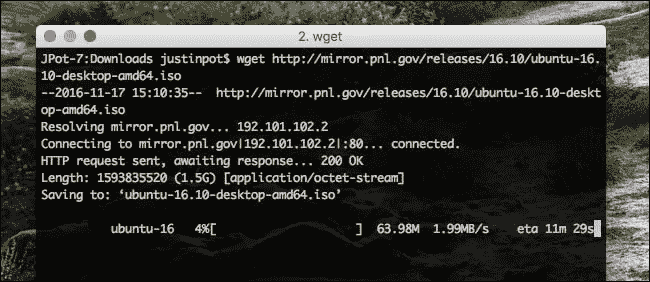 2. wget
JPot-7:Downloads justinpot$ wget http://mirror.pnl.gov/releases/16.10/ubuntu-16.
10-desktop-amd64.iso
--2016-11-17 15:10:35--  http://mirror.pnl.gov/releases/16.10/ubuntu-16.10-deskt
op-amd64.iso
Resolving mirror.pnl.gov... 192.101.102.2
Connecting to mirror.pnl.gov|192.101.102.2|:80... connected.
HTTP request sent, awaiting response... 200 OK
Length: 1593835520 (1.5G) [application/octet-stream]
Saving to: ‘ubuntu-16.10-desktop-amd64.iso’
ubuntu-16   4%[                    ]  63.98M  1.99MB/s    eta 11m 29s